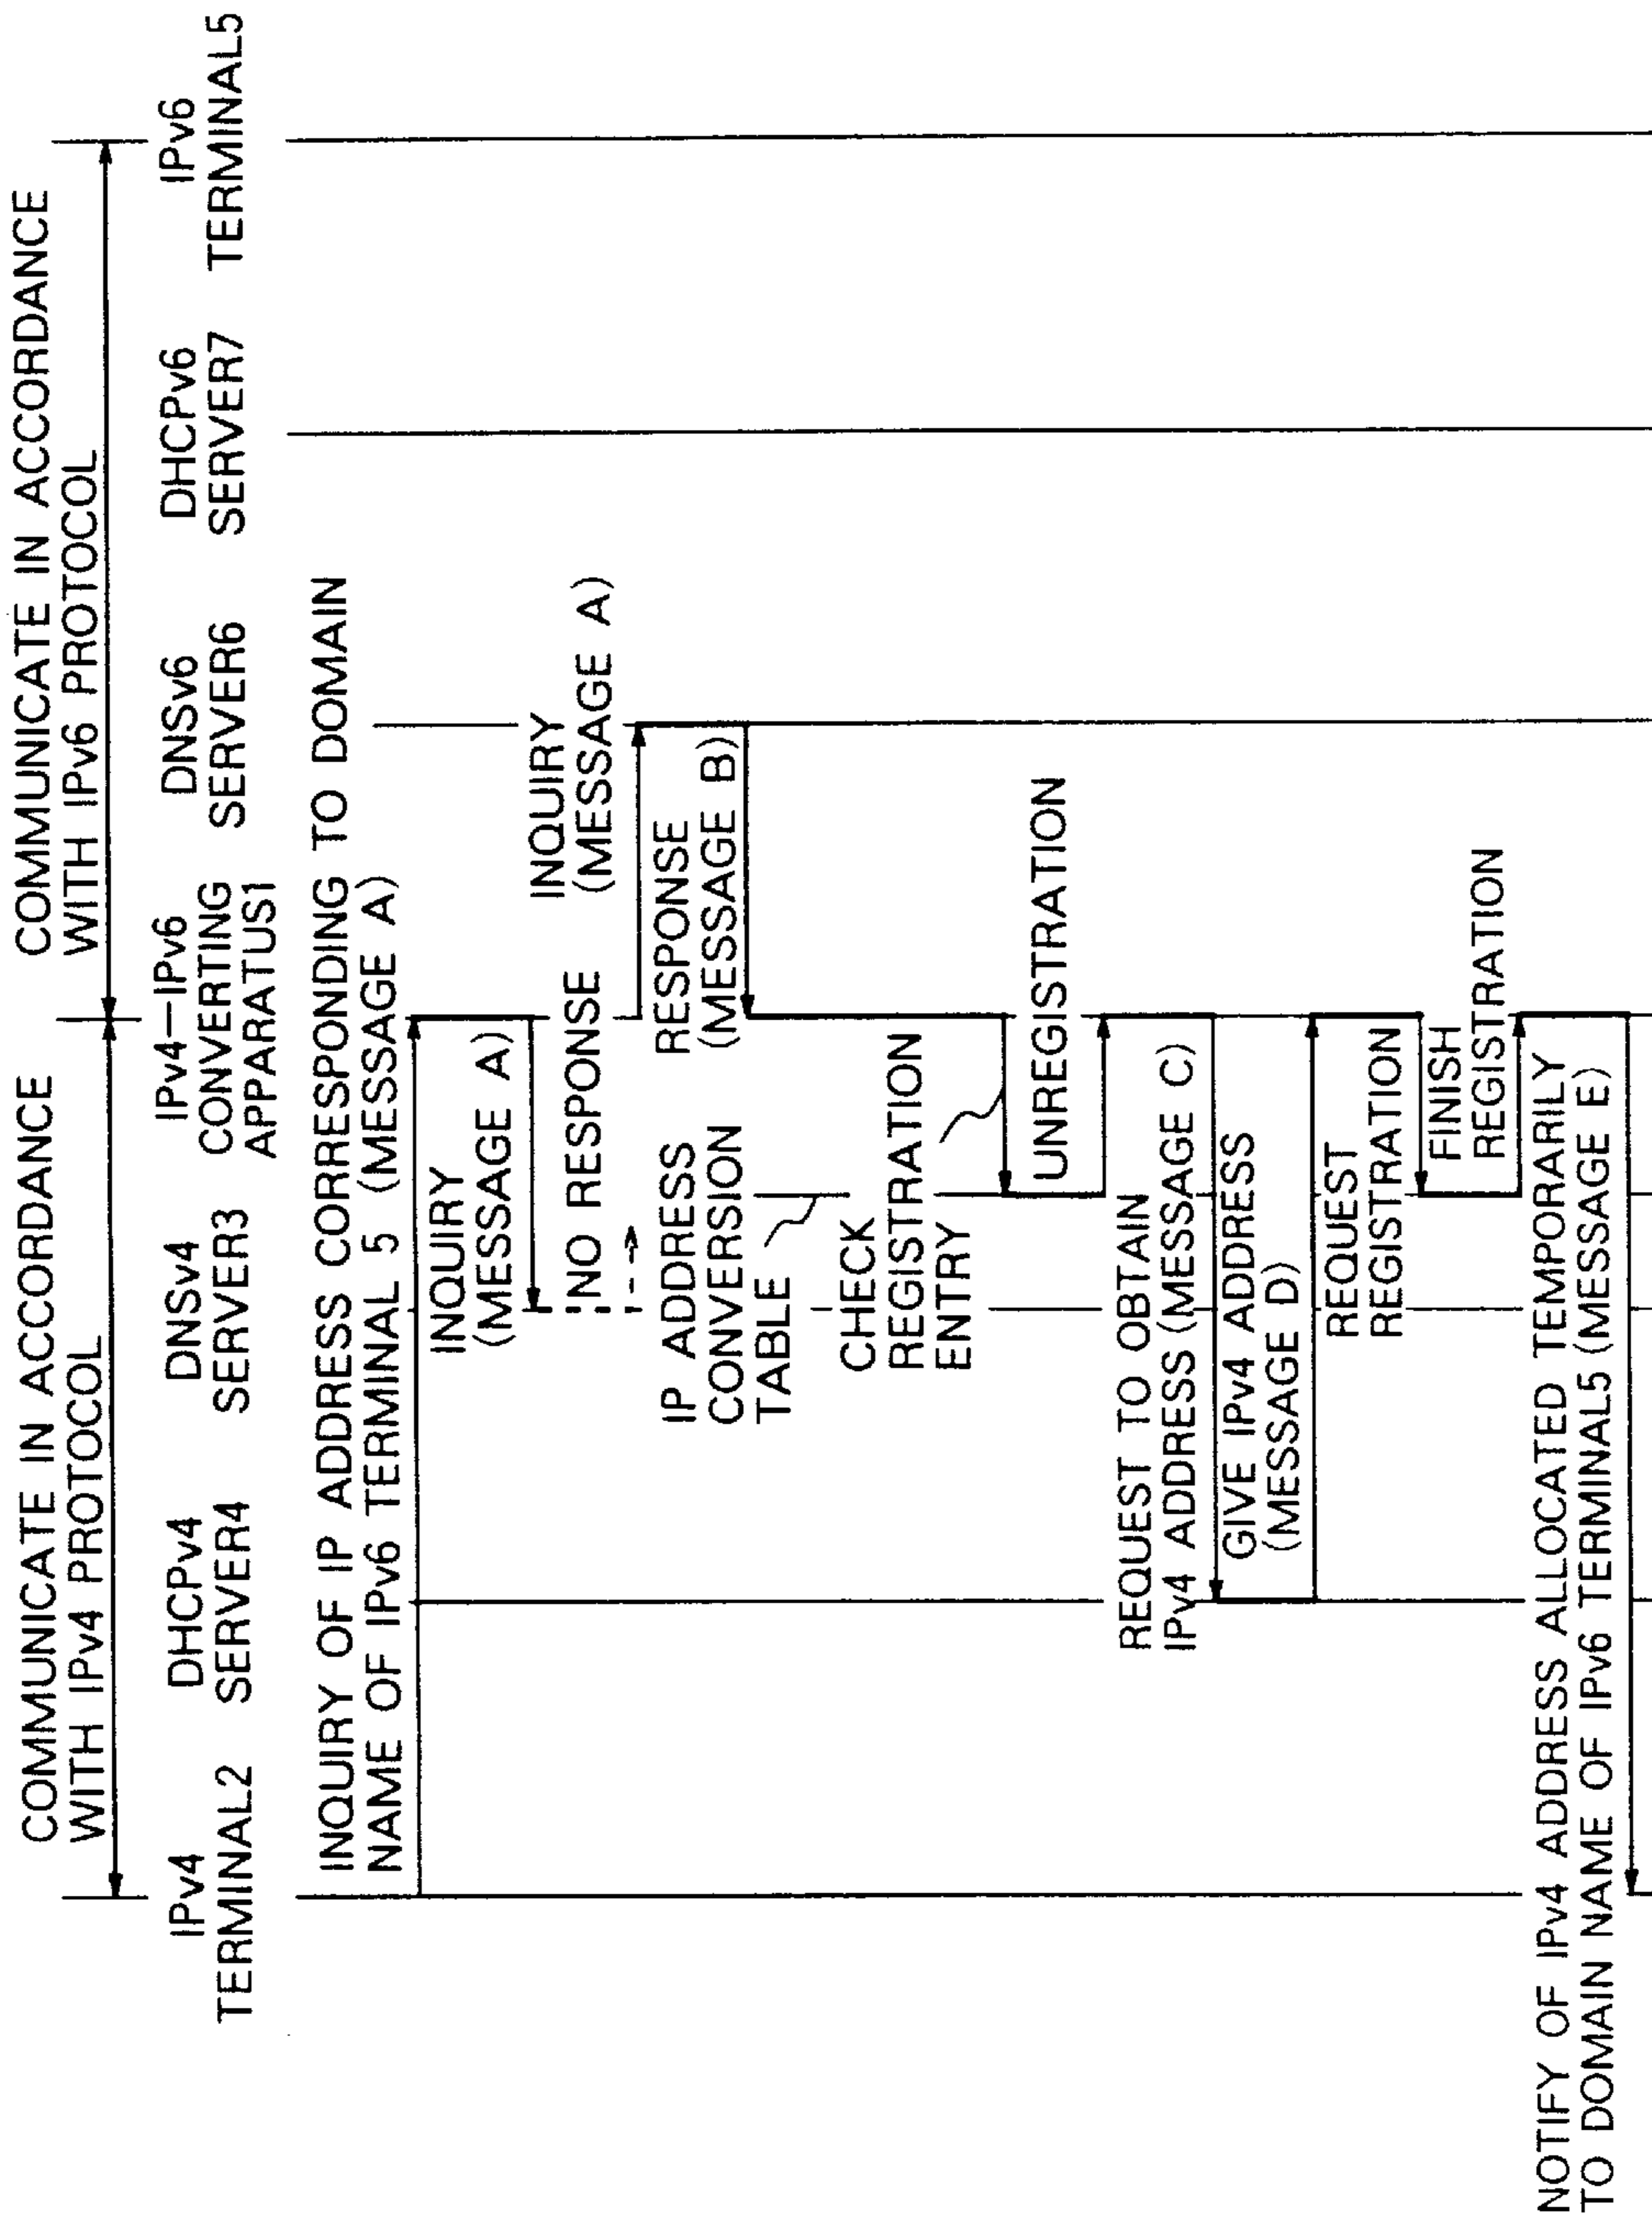 COMMUNICATE IN ACCORDANCE
WITH IPv4 PROTOCOL
COMMUNICATE IN ACCORDANCE
WITH IPv6 PROTOCOL
IPv4
TERMINAL2
DHCPv4
SERVER4
DNSv4
SERVER3
IPv4-IPv6
CONVERTING
APPARATUS1
DNSv6
SERVER6
DHCPv6
SERVER7
IPv6
TERMINAL5
INQUIRY OF IP ADDRESS CORRESPONDING TO DOMAIN
NAME OF IPv6 TERMINAL 5 (MESSAGE A)
INQUIRY
(MESSAGE A)
NO RESPONSE
INQUIRY
(MESSAGE A)
RESPONSE
(MESSAGE B)
IP ADDRESS
CONVERSION
TABLE
CHECK
REGISTRATION
ENTRY
UNREGISTRATION
REQUEST TO OBTAIN
IPv4 ADDRESS (MESSAGE C)
GIVE IPv4 ADDRESS
(MESSAGE D)
REQUEST
REGISTRATION
FINISH
REGISTRATION
NOTIFY OF IPv4 ADDRESS ALLOCATED TEMPORARILY
TO DOMAIN NAME OF IPv6 TERMINAL5 (MESSAGE E)